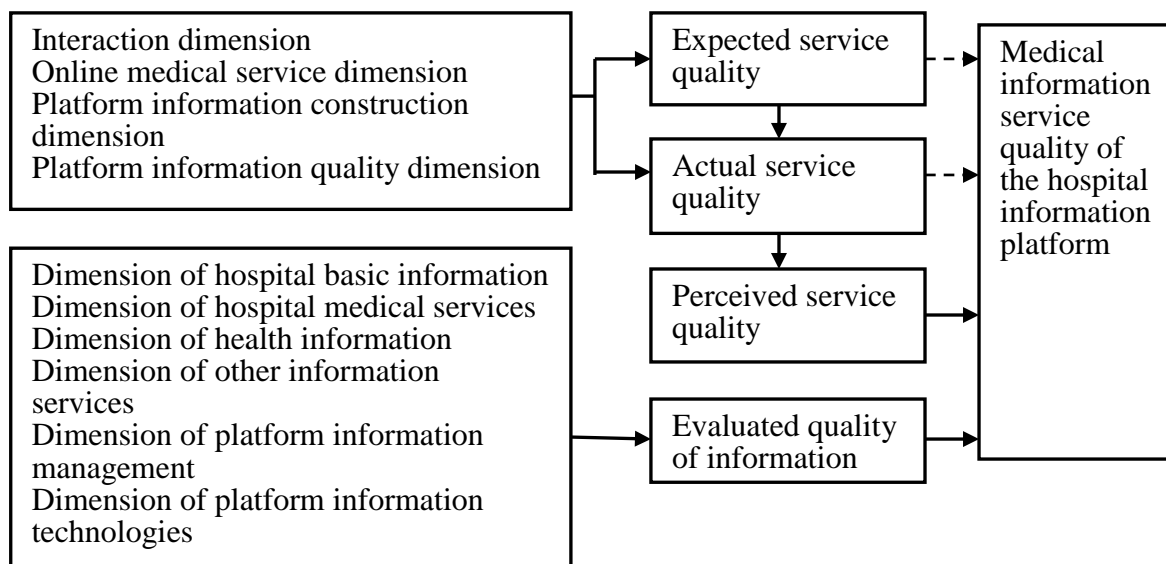 Interaction dimension
Online medical service dimension
Platform information construction
dimension
Platform information quality dimension
Expected service
quality
Actual service
quality
Perceived service
quality
Dimension of hospital basic information
Dimension of hospital medical services
Dimension of health information
Dimension of other information
services
Dimension of platform information
management
Dimension of platform information
technologies
Evaluated quality
of information
Medical
information
service
quality of
the hospital
information
platform